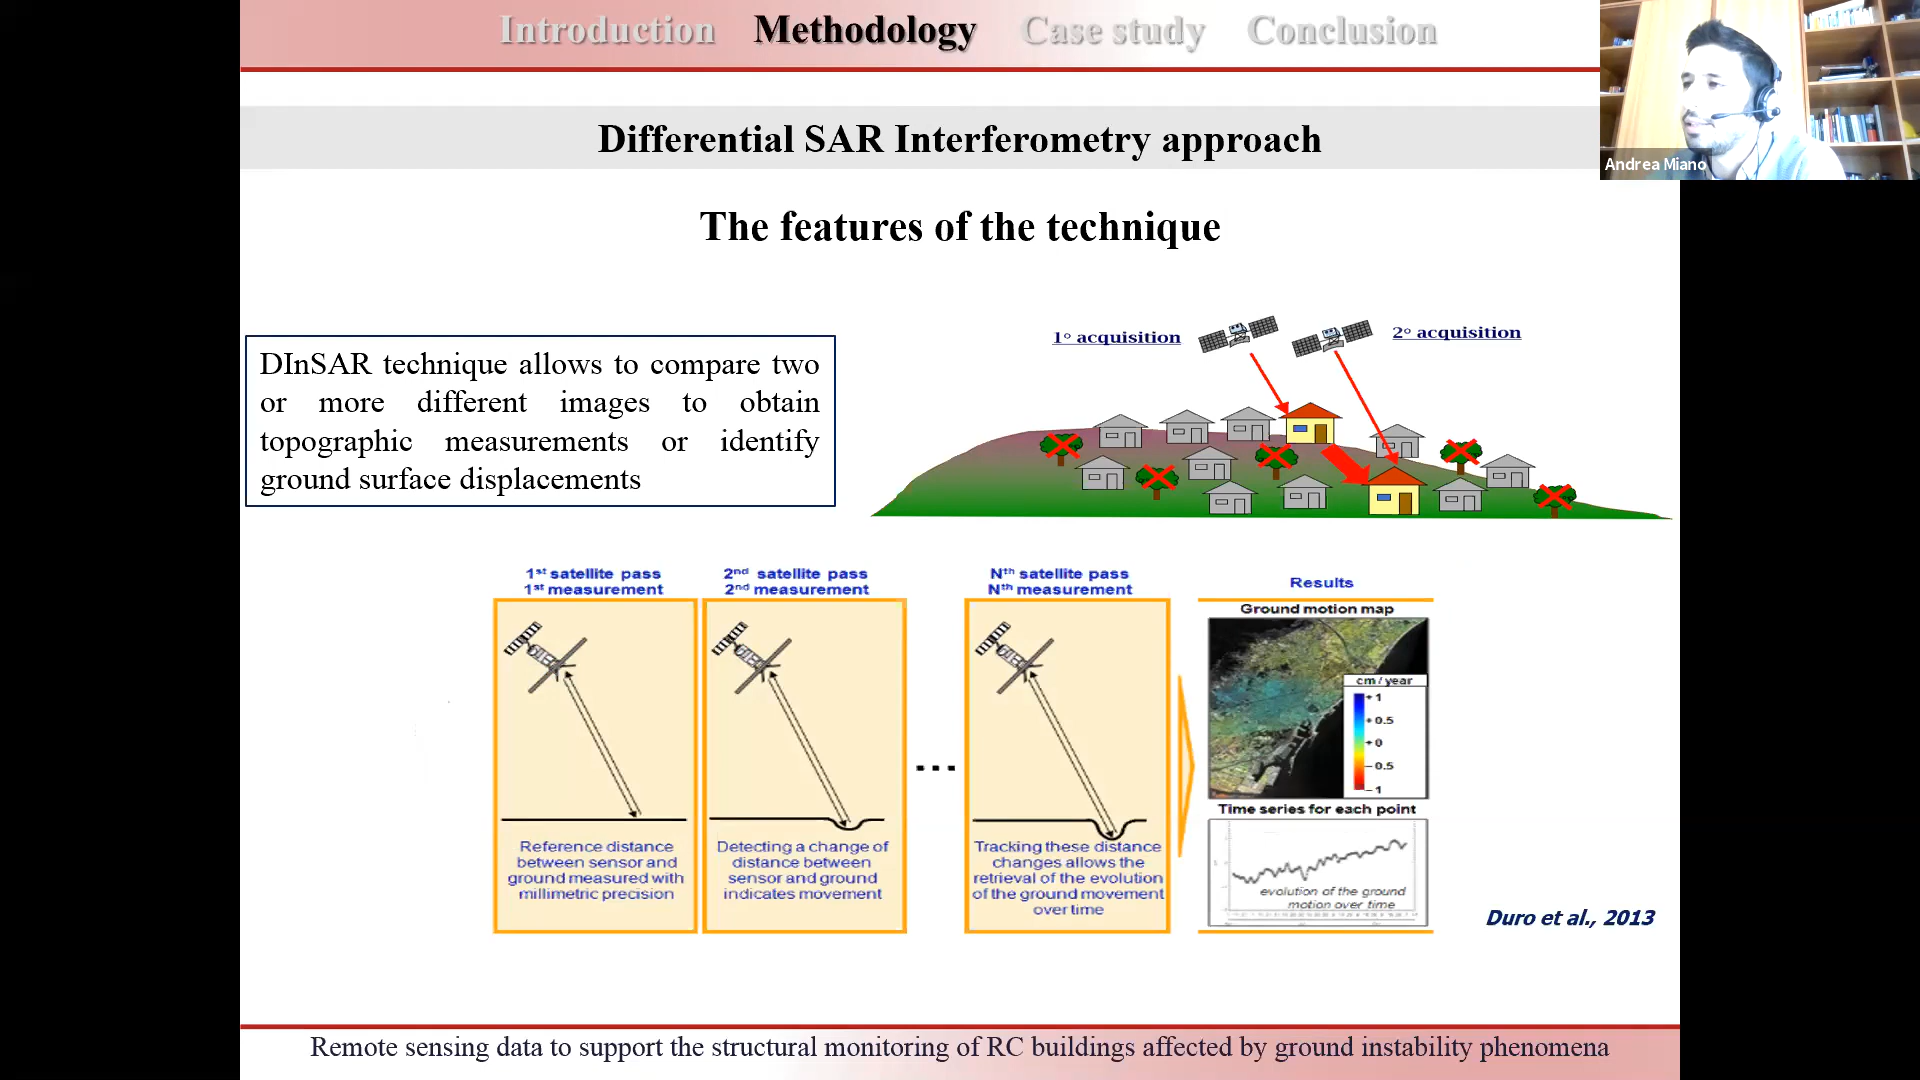 Introduction Methodology Case study Conclusion
Andrea Miano
Differential SAR Interferometry approach
The features of the technique
DInSAR technique allows to compare two
or more different images to obtain
topographic measurements or identify
ground surface displacements
1° acquisition
2° acquisition
1st satellite pass
1st measurement
2nd satellite pass
2nd measurement
Nth satellite pass
Nth measurement
Results
Ground motion map
cm/year
+1
+0.5
+0
-0.5
-1
Time series for each point
evolution of the ground
motion over time
...
Reference distance
between sensor and
ground measured with
millimetric precision
Detecting a change of
distance between
sensor and ground
indicates movement
Tracking these distance
changes allows the
retrieval of the evolution
of the ground movement
over time
Duro et al., 2013
Remote sensing data to support the structural monitoring of RC buildings affected by ground instability phenomena